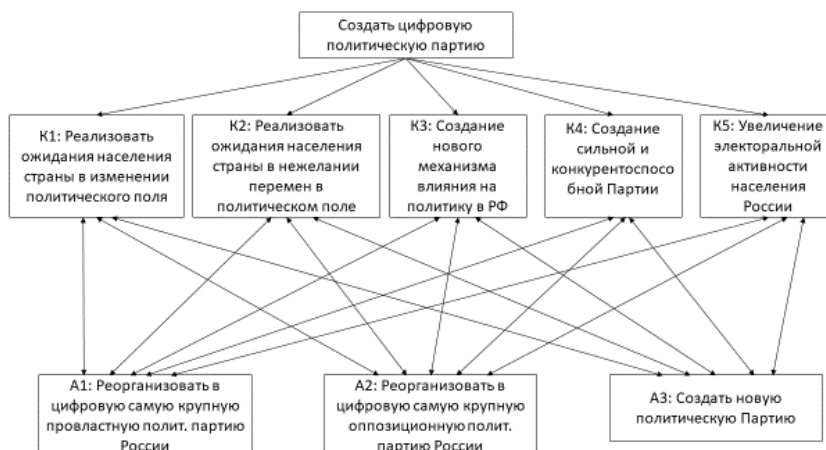 Создать цифровую
политическую партию
К1: Реализовать
ожидания населения
страны в изменении
политического поля
К2: Реализовать
ожидания населения
страны в нежелании
перемен в
политическом поле
К3: Создание
нового
механизма
влияния на
политику в РФ
К4: Создание
сильной и
конкурентоспосо
бной Партии
К5: Увеличение
электоральной
активности
населения
России
А1: Реорганизовать в
цифровую самую крупную
провластную полит. партию
России
А2: Реорганизовать в
цифровую самую крупную
оппозиционную полит.
партию России
А3: Создать новую
политическую Партию